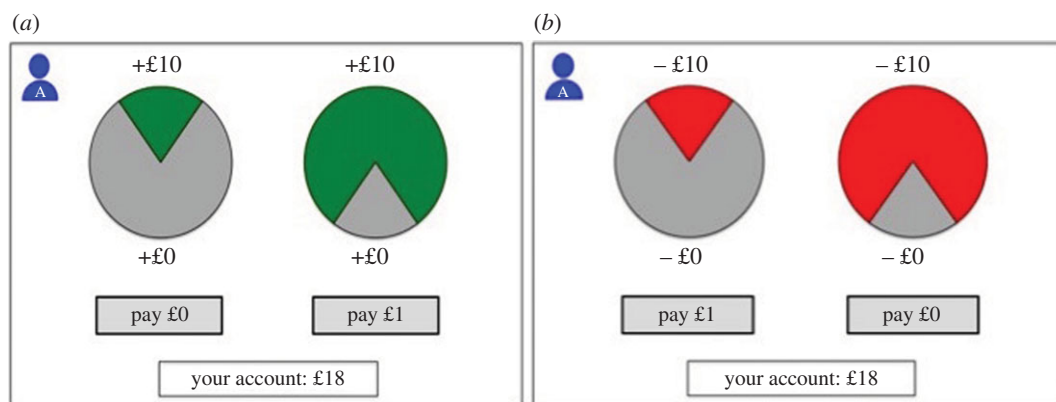 (a)
A
+£10 +£10
+£0 +£0
pay £0 pay £1
your account: £18
(b)
A
– £10 – £10
– £0 – £0
pay £1 pay £0
your account: £18